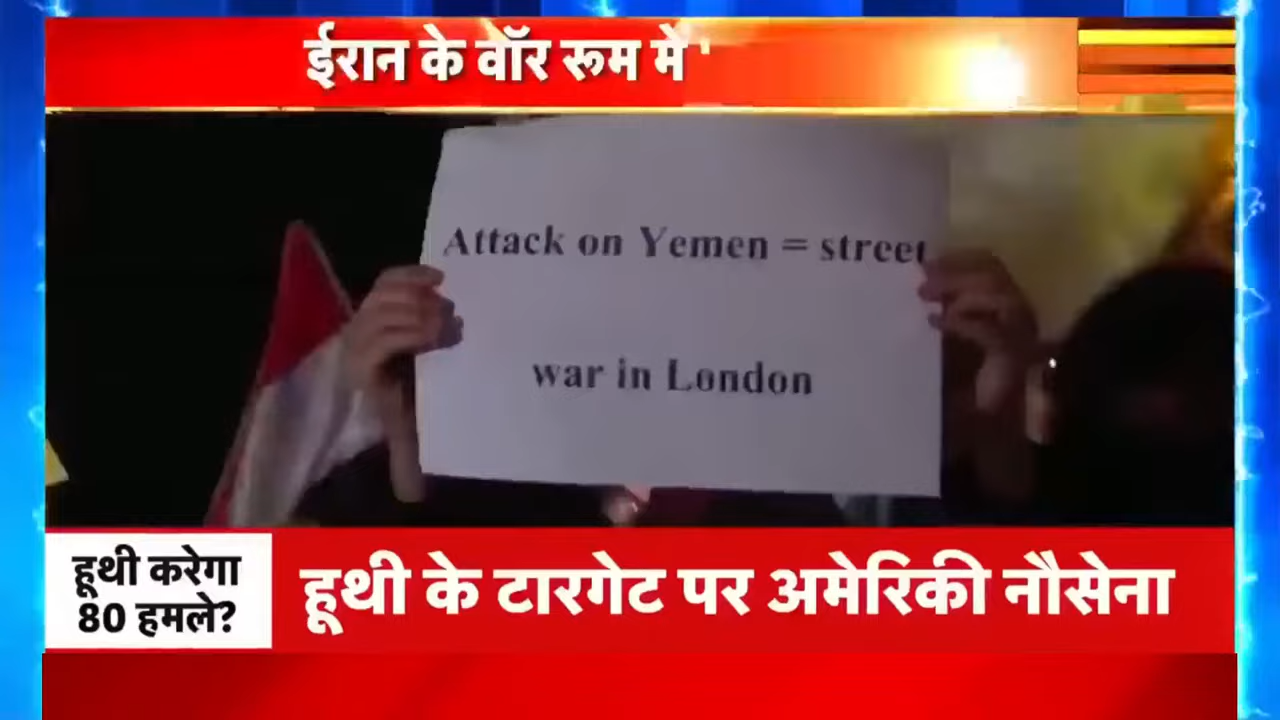 ईरान के वॉर रूम में
Attack on Yemen = street
war in London
हूथी करेगा
80 हमले?
हूथी के टारगेट पर अमेरिकी नौसेना